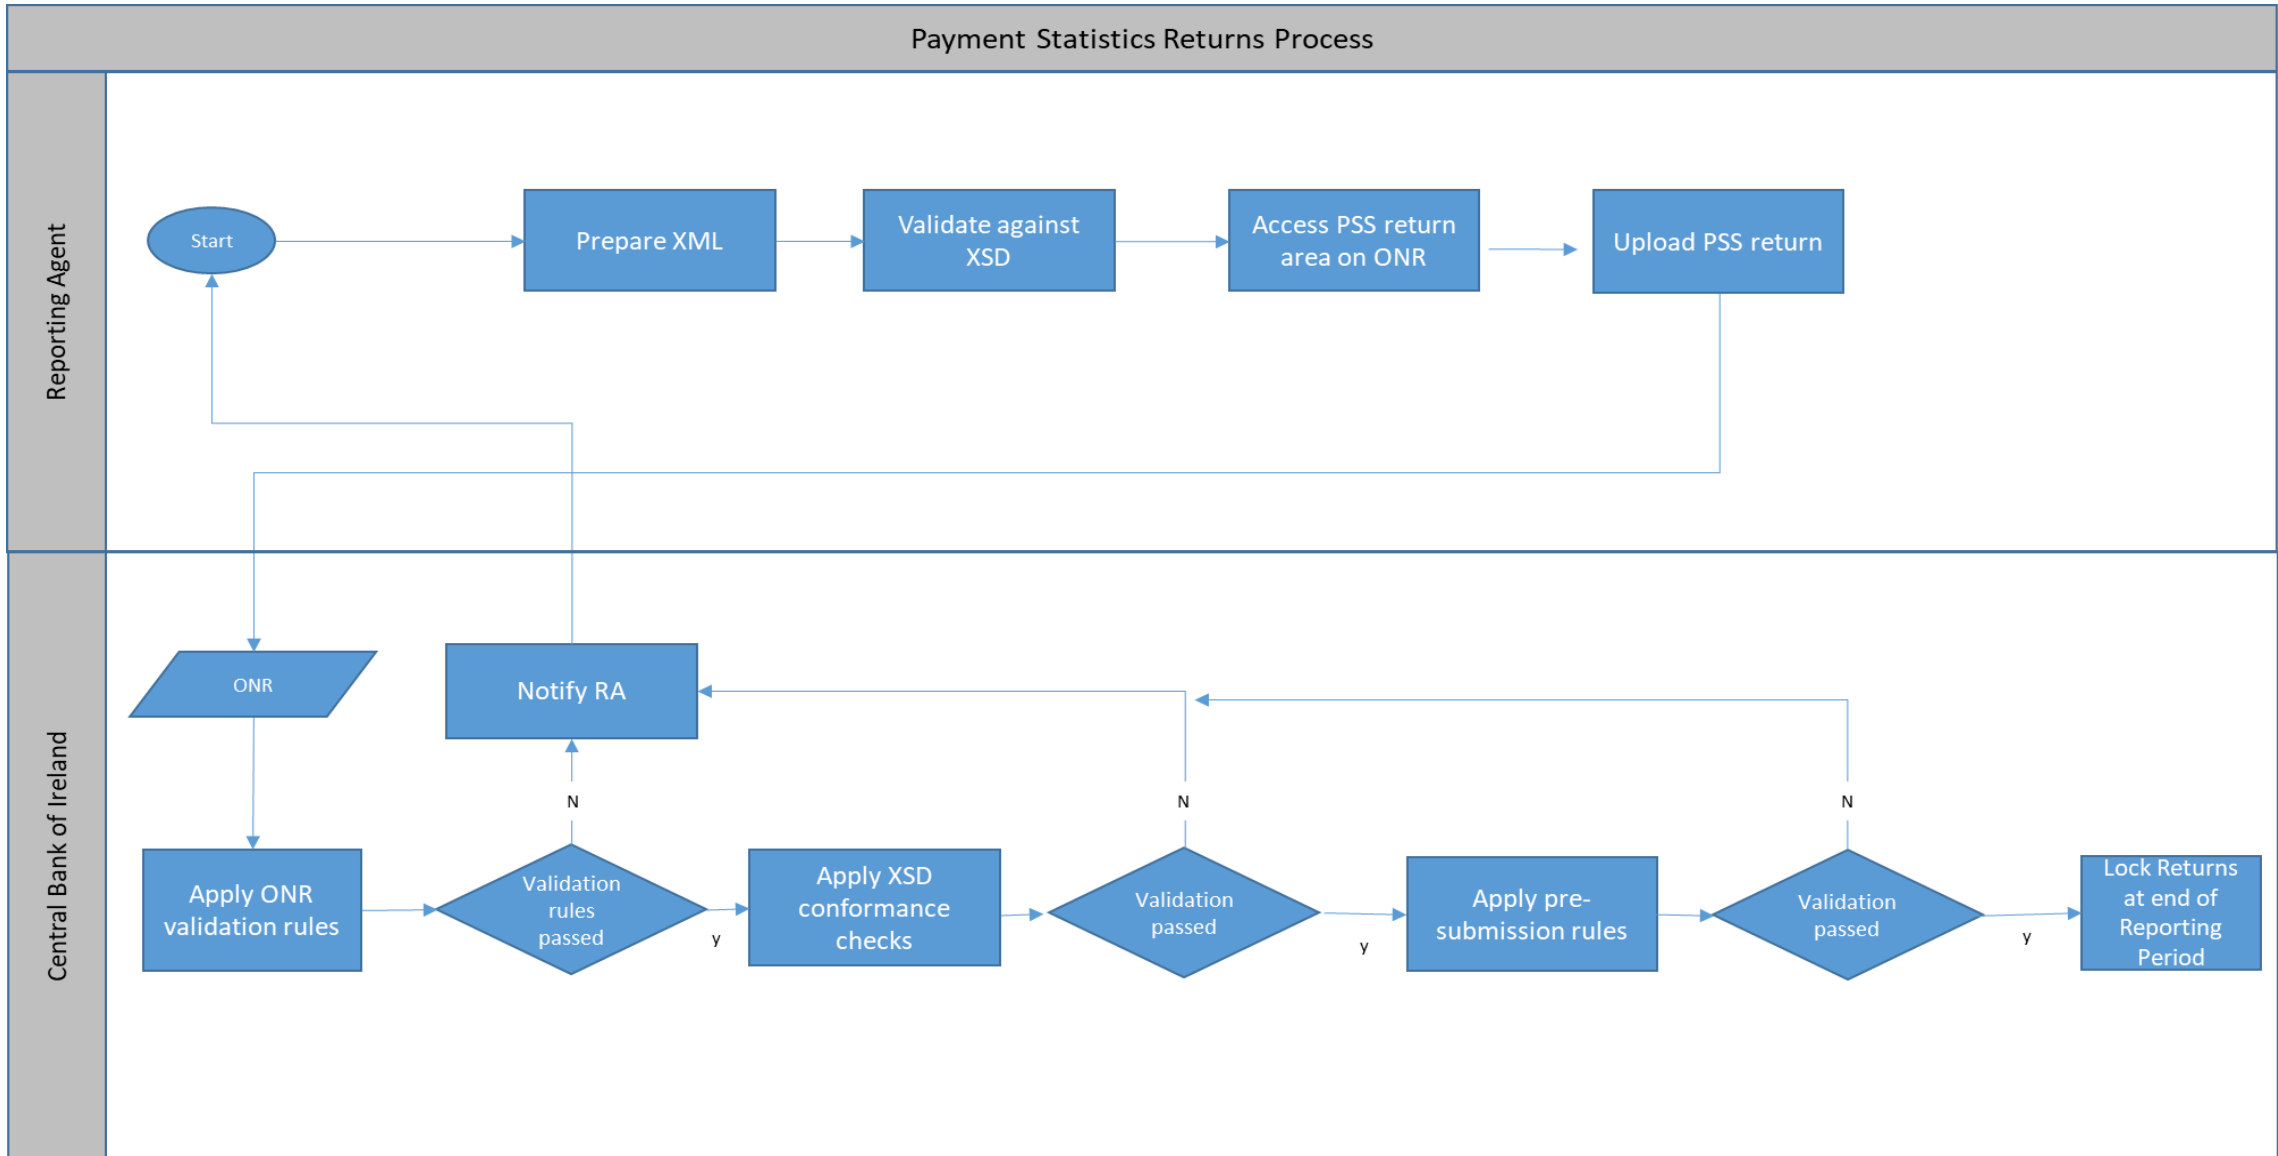 Payment Statistics Returns Process
Reporting Agent
Start
Prepare XML
Validate against
XSD
Access PSS return
area on ONR
Upload PSS return
Central Bank of Ireland
ONR
Notify RA
N
N
N
Apply ONR
validation rules
Validation
rules
passed
y
Apply XSD
conformance
checks
Validation
passed
y
Apply pre-
submission rules
Validation
passed
y
Lock Returns
at end of
Reporting
Period